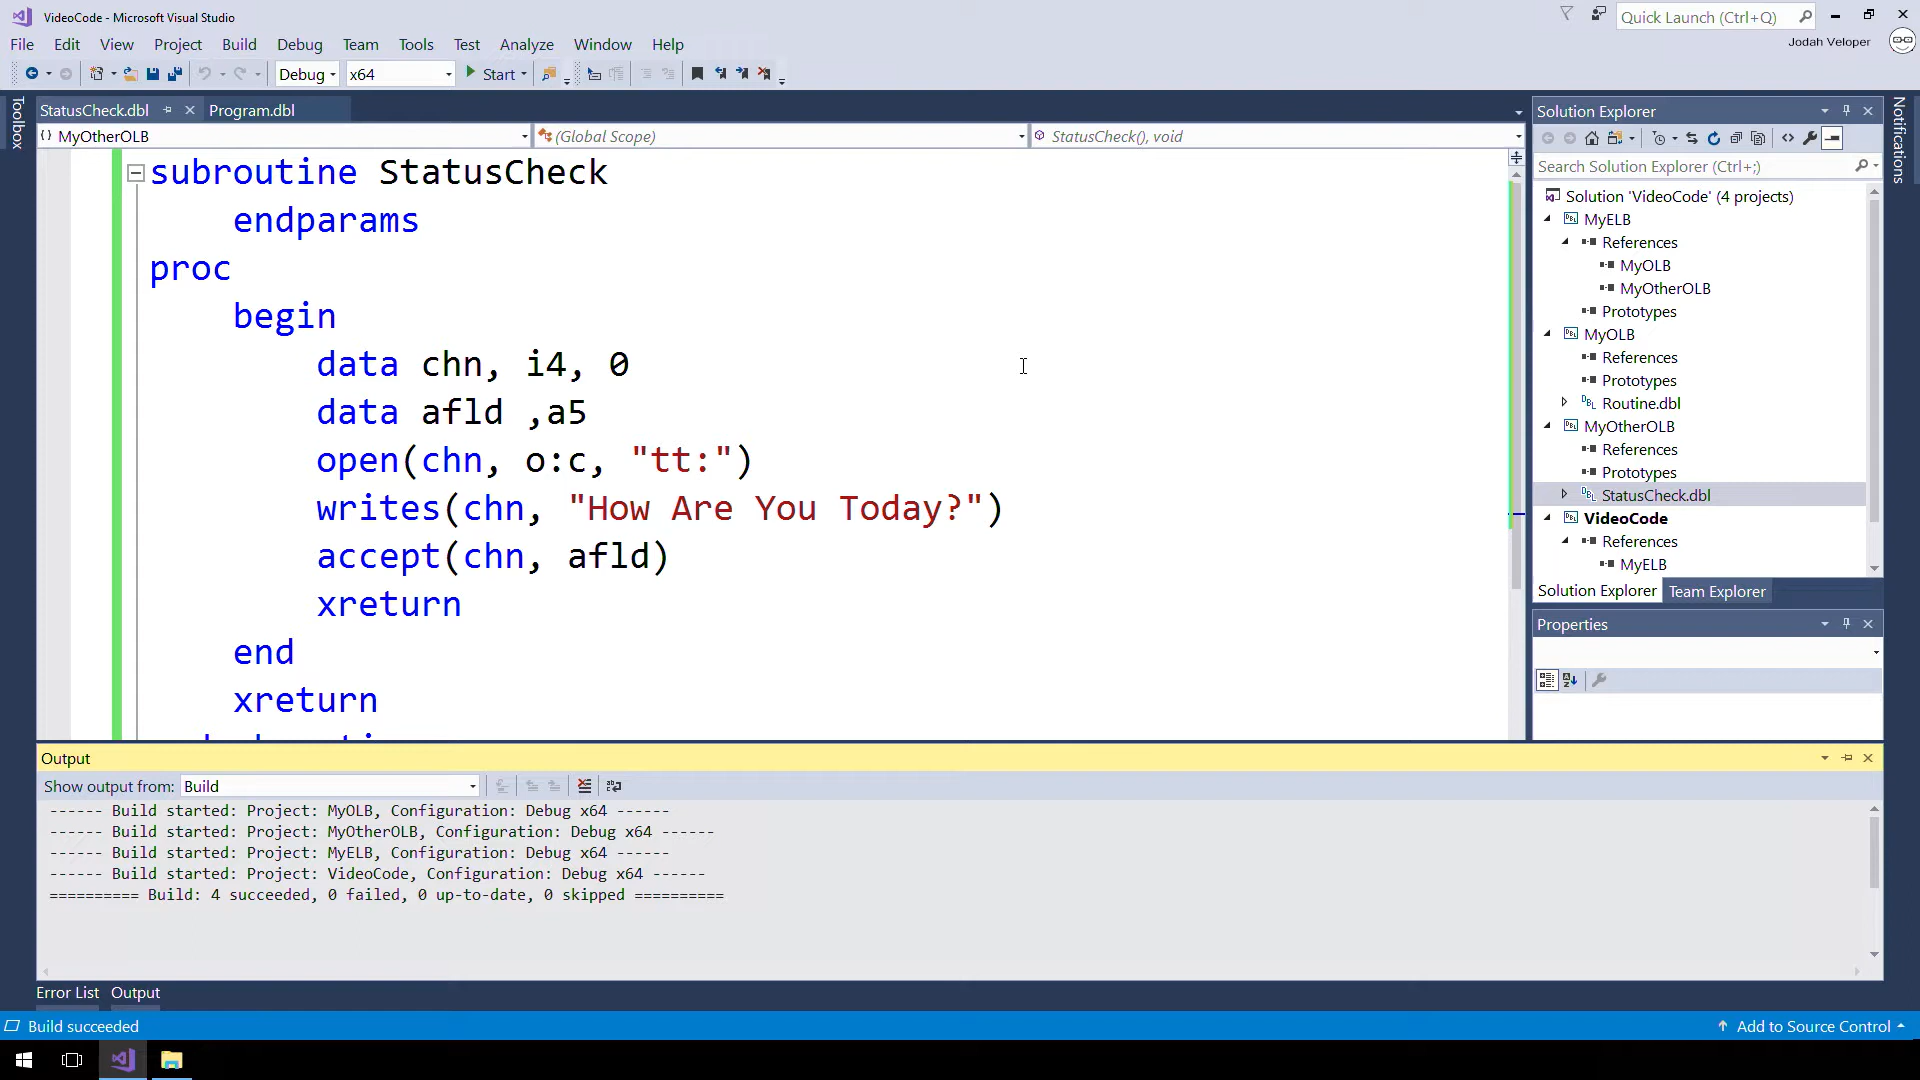 VideoCode - Microsoft Visual Studio
Quick Launch (Ctrl+Q)
File Edit View Project Build Debug Team Tools Test Analyze Window Help
Jodah Veloper
Debug x64 Start
Toolbox
StatusCheck.dbl Program.dbl
MyOtherOLB (Global Scope) StatusCheck(), void
subroutine StatusCheck
endparams
proc
begin
data chn, i4, 0
data afld ,a5
open(chn, o:c, "tt:")
writes(chn, "How Are You Today?")
accept(chn, afld)
xreturn
end
xreturn
Solution Explorer
Search Solution Explorer (Ctrl+;)
Solution 'VideoCode' (4 projects)
MyELB
References
MyOLB
MyOtherOLB
Prototypes
MyOLB
References
Prototypes
Routine.dbl
MyOtherOLB
References
Prototypes
StatusCheck.dbl
VideoCode
References
MyELB
Solution Explorer Team Explorer
Notifications
Properties
Output
Show output from: Build
------ Build started: Project: MyOLB, Configuration: Debug x64 ------
------ Build started: Project: MyOtherOLB, Configuration: Debug x64 ------
------ Build started: Project: MyELB, Configuration: Debug x64 ------
------ Build started: Project: VideoCode, Configuration: Debug x64 ------
========== Build: 4 succeeded, 0 failed, 0 up-to-date, 0 skipped ==========
Error List Output
Build succeeded
Add to Source Control